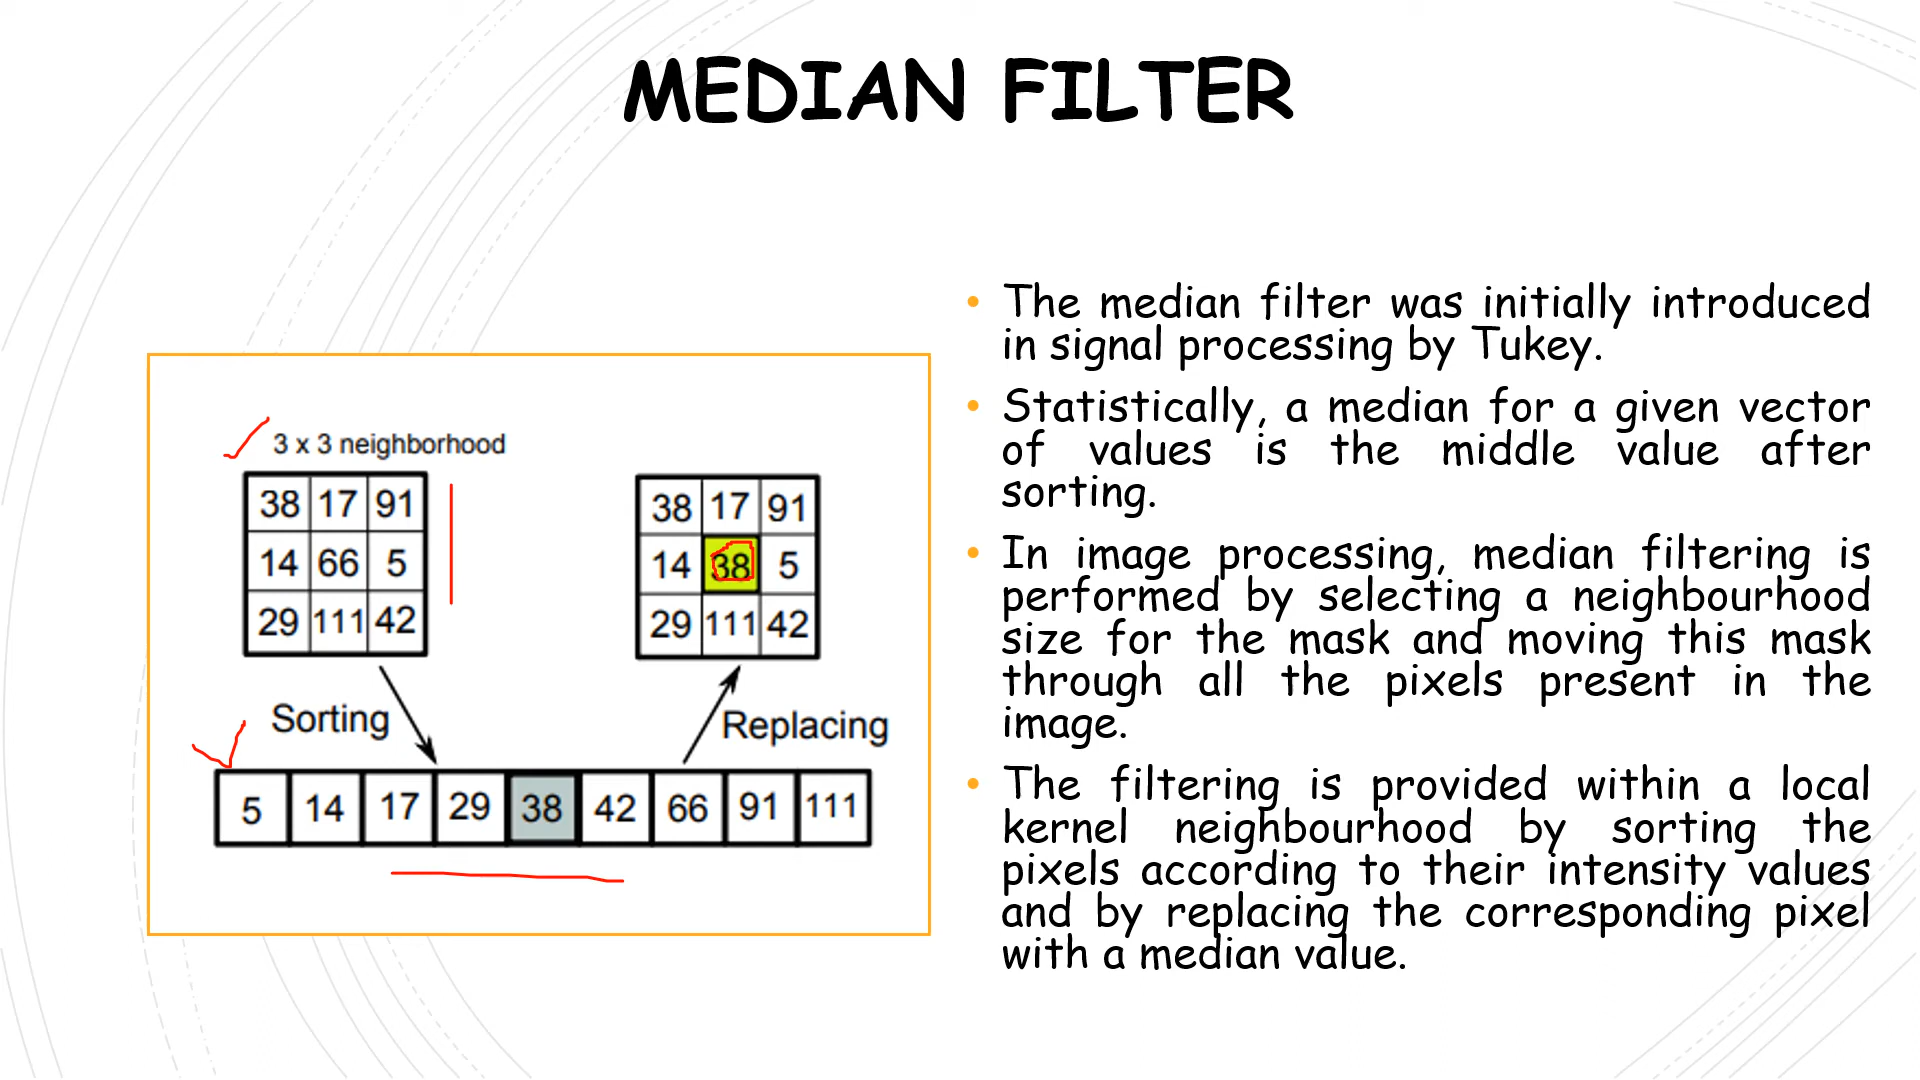 MEDIAN FILTER
3 x 3 neighborhood
38 17 91
14 66 5
29 111 42
38 17 91
14 38 5
29 111 42
Sorting
Replacing
5 14 17 29 38 42 66 91 111
• The median filter was initially introduced
in signal processing by Tukey.
• Statistically, a median for a given vector
of values is the middle value after
sorting.
• In image processing, median filtering is
performed by selecting a neighbourhood
size for the mask and moving this mask
through all the pixels present in the
image.
• The filtering is provided within a local
kernel neighbourhood by sorting the
pixels according to their intensity values
and by replacing the corresponding pixel
with a median value.